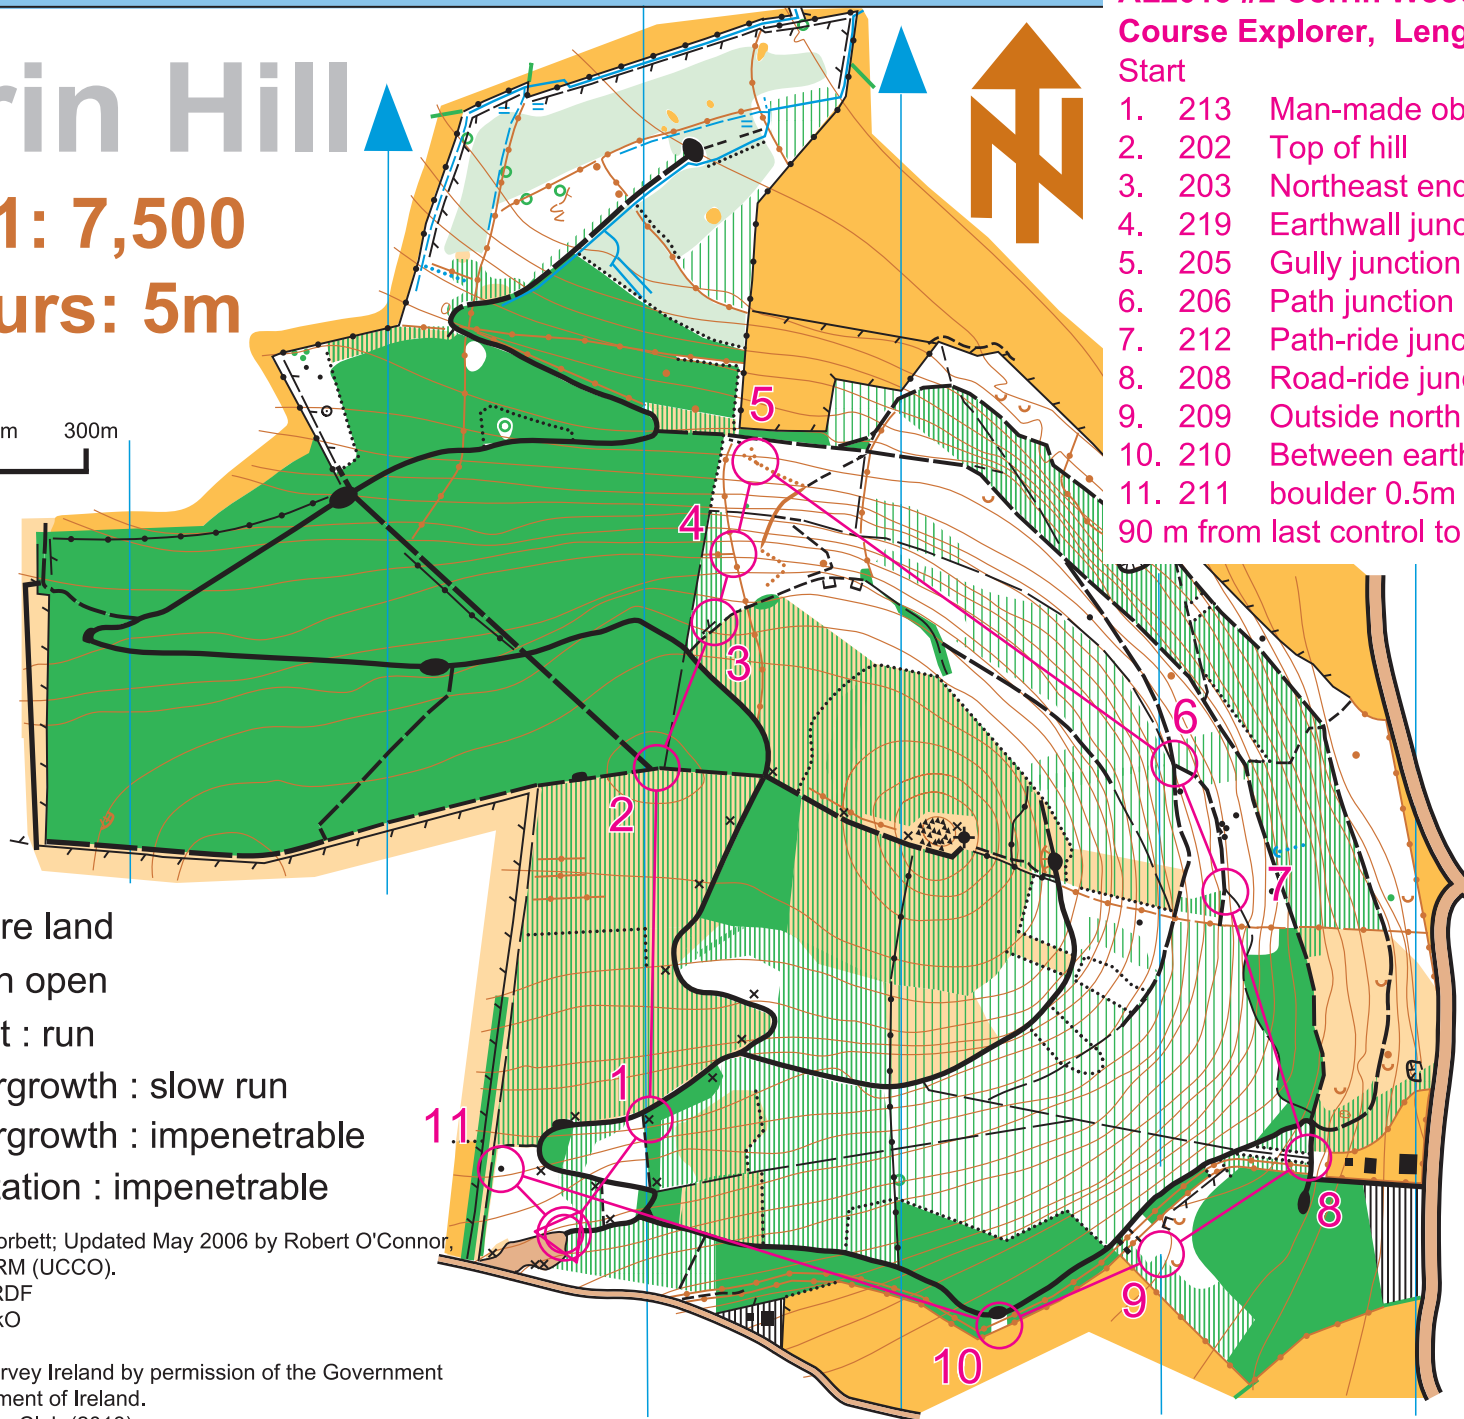 Course Explorer, Leng
Start
1. 213 Man-made ob
2. 202 Top of hill
3. 203 Northeast end
4. 219 Earthwall junc
5. 205 Gully junction
6. 206 Path junction
7. 212 Path-ride junc
8. 208 Road-ride junc
9. 209 Outside north
10. 210 Between earth
11. 211 boulder 0.5m
90 m from last control to
rin Hill
1: 7,500
urs: 5m
m 300m
5
4
3
6
2
7
1
11
8
9
10
re land
n open
t : run
rgrowth : slow run
rgrowth : impenetrable
tation : impenetrable
orbett; Updated May 2006 by Robert O'Connor,
RM (UCCO).
RDF
kO
rvey Ireland by permission of the Government
ment of Ireland.